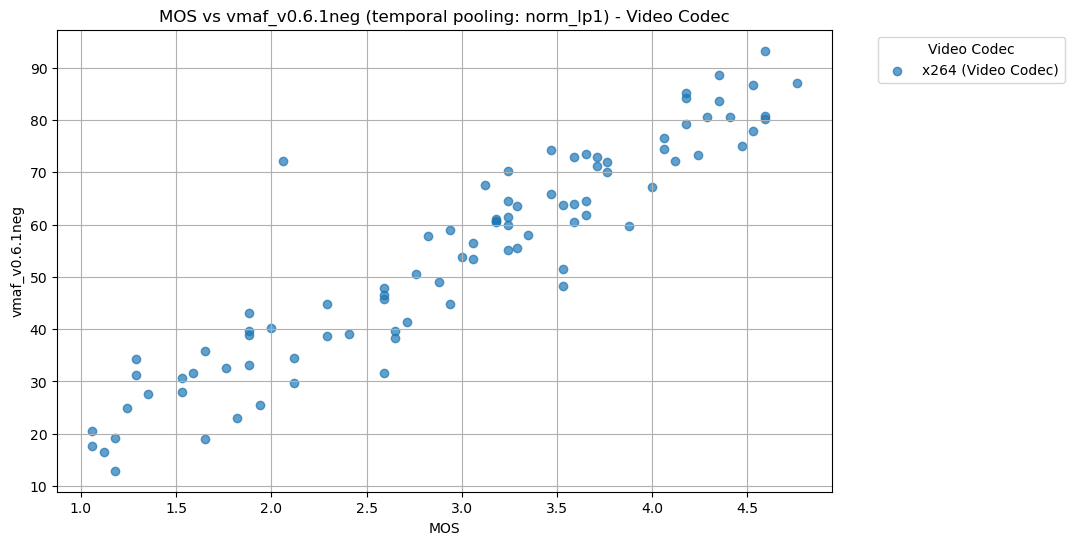 MOS vs vmaf_v0.6.1neg (temporal pooling: norm_lp1) - Video Codec
Video Codec
x264 (Video Codec)
vmaf_v0.6.1neg
90
80
70
60
50
40
30
20
10
1.0 1.5 2.0 2.5 3.0 3.5 4.0 4.5
MOS